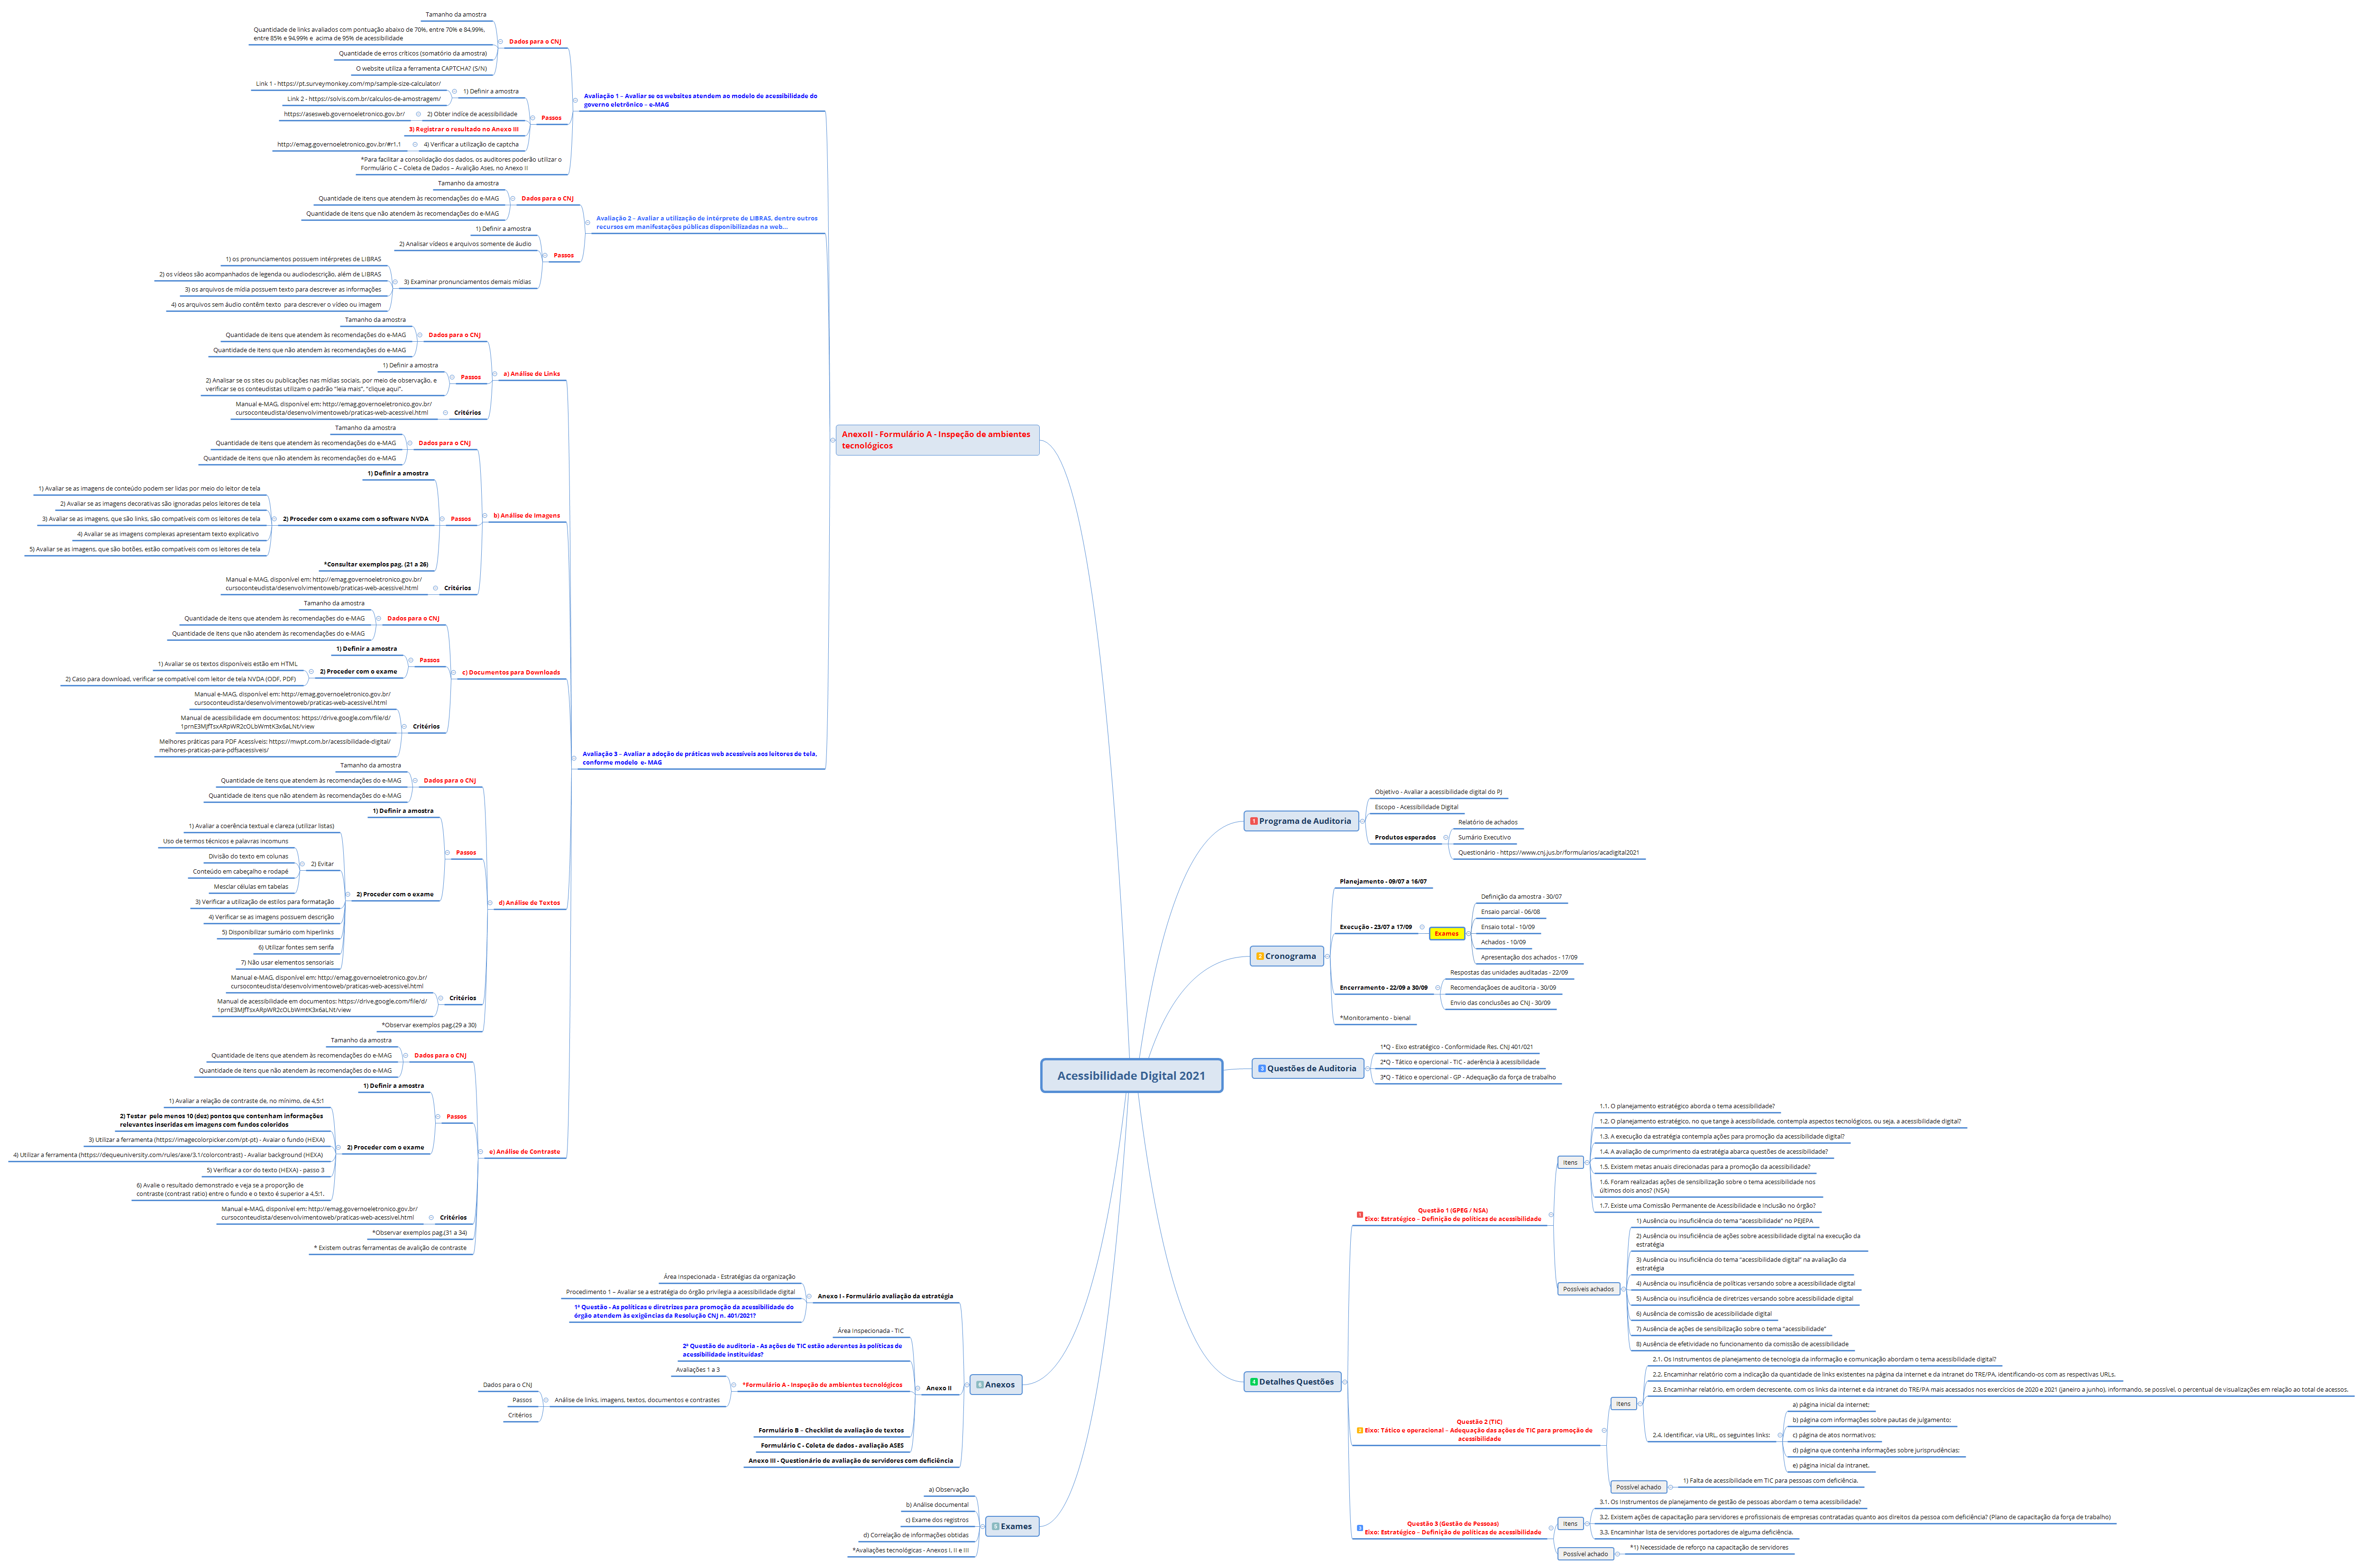 Acessibilidade Digital 2021
Programa de Auditoria
Objetivo - Avaliar a acessibilidade digital do PJ
Escopo - Acessibilidade Digital
Produtos esperados
Relatório de achados
Sumário Executivo
Questionário - https://www.cnj.jus.br/formularios/acadigital2021
Cronograma
Planejamento - 09/07 a 16/07
Execução - 23/07 a 17/09
Exames
Definição da amostra - 30/07
Ensaio parcial - 06/08
Ensaio total - 10/09
Achados - 10/09
Apresentação dos achados - 17/09
Encerramento - 22/09 a 30/09
Respostas das unidades auditadas - 22/09
Recomendaçãoes de auditoria - 30/09
Envio das conclusões ao CNJ - 30/09
*Monitoramento - bienal
3 Questões de Auditoria
1ªQ - Eixo estratégico - Conformidade Res. CNJ 401/021
2ªQ - Tático e opercional - TIC - aderência à acessibilidade
3ªQ - Tático e opercional - GP - Adequação da força de trabalho
4 Detalhes Questões
Questão 1 (GPEG / NSA)
Eixo: Estratégico – Definição de políticas de acessibilidade
Itens
1.1. O planejamento estratégico aborda o tema acessibilidade?
1.2. O planejamento estratégico, no que tange à acessibilidade, contempla aspectos tecnológicos, ou seja, a acessibilidade digital?
1.3. A execução da estratégia contempla ações para promoção da acessibilidade digital?
1.4. A avaliação de cumprimento da estratégia abarca questões de acessibilidade?
1.5. Existem metas anuais direcionadas para a promoção da acessibilidade?
1.6. Foram realizadas ações de sensibilização sobre o tema acessibilidade nos
últimos dois anos? (NSA)
1.7. Existe uma Comissão Permanente de Acessibilidade e Inclusão no órgão?
Possíveis achados
1) Ausência ou insuficiência do tema “acessibilidade” no PEJEPA
2) Ausência ou insuficiência de ações sobre acessibilidade digital na execução da
estratégia
3) Ausência ou insuficiência do tema “acessibilidade digital” na avaliação da
estratégia
4) Ausência ou insuficiência de políticas versando sobre a acessibilidade digital
5) Ausência ou insuficiência de diretrizes versando sobre acessibilidade digital
6) Ausência de comissão de acessibilidade digital
7) Ausência de ações de sensibilização sobre o tema “acessibilidade”
8) Ausência de efetividade no funcionamento da comissão de acessibilidade
Questão 2 (TIC)
Eixo: Tático e operacional – Adequação das ações de TIC para promoção de
acessibilidade
Itens
2.1. Os instrumentos de planejamento de tecnologia da informação e comunicação abordam o tema acessibilidade digital?
2.2. Encaminhar relatório com a indicação da quantidade de links existentes na página da internet e da intranet do TRE/PA, identificando-os com as respectivas URLs.
2.3. Encaminhar relatório, em ordem decrescente, com os links da internet e da intranet do TRE/PA mais acessados nos exercícios de 2020 e 2021 (janeiro a junho), informando, se possível, o percentual de visualizações em relação ao total de acessos.
2.4. Identificar, via URL, os seguintes links:
a) página inicial da internet;
b) página com informações sobre pautas de julgamento;
c) página de atos normativos;
d) página que contenha informações sobre jurisprudências;
e) página inicial da intranet.
Possível achado
1) Falta de acessibilidade em TIC para pessoas com deficiência.
Questão 3 (Gestão de Pessoas)
Eixo: Estratégico – Definição de políticas de acessibilidade
Itens
3.1. Os Instrumentos de planejamento de gestão de pessoas abordam o tema acessibilidade?
3.2. Existem ações de capacitação para servidores e profissionais de empresas contratadas quanto aos direitos da pessoa com deficiência? (Plano de capacitação da força de trabalho)
3.3. Encaminhar lista de servidores portadores de alguma deficiência.
Possível achado
*1) Necessidade de reforço na capacitação de servidores
AnexoII - Formulário A - Inspeção de ambientes
tecnológicos
Avaliação 1 – Avaliar se os websites atendem ao modelo de acessibilidade do
governo eletrônico – e-MAG
Dados para o CNJ
Tamanho da amostra
Quantidade de links avaliados com pontuação abaixo de 70%, entre 70% e 84,99%,
entre 85% e 94,99% e acima de 95% de acessibilidade
Quantidade de erros críticos (somatório da amostra)
O website utiliza a ferramenta CAPTCHA? (S/N)
Passos
1) Definir a amostra
Link 1 - https://pt.surveymonkey.com/mp/sample-size-calculator/
Link 2 - https://solvis.com.br/calculos-de-amostragem/
2) Obter índice de acessibilidade
https://asesweb.governoeletronico.gov.br/
3) Registrar o resultado no Anexo III
4) Verificar a utilização de captcha
http://emag.governoeletronico.gov.br/#r1.1
*Para facilitar a consolidação dos dados, os auditores poderão utilizar o
Formulário C – Coleta de Dados – Avalição Ases, no Anexo II
Avaliação 2 – Avaliar a utilização de intérprete de LIBRAS, dentre outros
recursos em manifestações públicas disponibilizadas na web...
Dados para o CNJ
Tamanho da amostra
Quantidade de itens que atendem às recomendações do e-MAG
Quantidade de itens que não atendem às recomendações do e-MAG
Passos
1) Definir a amostra
2) Analisar vídeos e arquivos somente de áudio
3) Examinar pronunciamentos demais mídias
1) os pronunciamentos possuem intérpretes de LIBRAS
2) os vídeos são acompanhados de legenda ou audiodescrição, além de LIBRAS
3) os arquivos de mídia possuem texto para descrever as informações
4) os arquivos sem áudio contêm texto para descrever o vídeo ou imagem
Avaliação 3 – Avaliar a adoção de práticas web acessíveis aos leitores de tela,
conforme modelo e- MAG
a) Análise de Links
Dados para o CNJ
Tamanho da amostra
Quantidade de itens que atendem às recomendações do e-MAG
Quantidade de itens que não atendem às recomendações do e-MAG
Passos
1) Definir a amostra
2) Analisar se os sites ou publicações nas mídias sociais, por meio de observação, e
verificar se os conteudistas utilizam o padrão “leia mais”, “clique aqui”,
Critérios
Manual e-MAG, disponível em: http://emag.governoeletronico.gov.br/
cursoconteudista/desenvolvimentoweb/praticas-web-acessivel.html
b) Análise de Imagens
Dados para o CNJ
Tamanho da amostra
Quantidade de itens que atendem às recomendações do e-MAG
Quantidade de itens que não atendem às recomendações do e-MAG
Passos
1) Definir a amostra
2) Proceder com o exame com o software NVDA
1) Avaliar se as imagens de conteúdo podem ser lidas por meio do leitor de tela
2) Avaliar se as imagens decorativas são ignoradas pelos leitores de tela
3) Avaliar se as imagens, que são links, são compatíveis com os leitores de tela
4) Avaliar se as imagens complexas apresentam texto explicativo
5) Avaliar se as imagens, que são botões, estão compatíveis com os leitores de tela
*Consultar exemplos pag. (21 a 26)
Critérios
Manual e-MAG, disponível em: http://emag.governoeletronico.gov.br/
cursoconteudista/desenvolvimentoweb/praticas-web-acessivel.html
c) Documentos para Downloads
Dados para o CNJ
Tamanho da amostra
Quantidade de itens que atendem às recomendações do e-MAG
Quantidade de itens que não atendem às recomendações do e-MAG
Passos
1) Definir a amostra
2) Proceder com o exame
1) Avaliar se os textos disponíveis estão em HTML
2) Caso para download, verificar se compatível com leitor de tela NVDA (ODF, PDF)
Critérios
Manual e-MAG, disponível em: http://emag.governoeletronico.gov.br/
cursoconteudista/desenvolvimentoweb/praticas-web-acessivel.html
Manual de acessibilidade em documentos: https://drive.google.com/file/d/
1prnE3MJfTsxARpWR2cOLbWmtK3x6aLNt/view
Melhores práticas para PDF Acessíveis: https://mwpt.com.br/acessibilidade-digital/
melhores-praticas-para-pdfsacessiveis/
d) Análise de Textos
Dados para o CNJ
Tamanho da amostra
Quantidade de itens que atendem às recomendações do e-MAG
Quantidade de itens que não atendem às recomendações do e-MAG
Passos
1) Definir a amostra
2) Proceder com o exame
1) Avaliar a coerência textual e clareza (utilizar listas)
2) Evitar
Uso de termos técnicos e palavras incomuns
Divisão do texto em colunas
Conteúdo em cabeçalho e rodapé
Mesclar células em tabelas
3) Verificar a utilização de estilos para formatação
4) Verificar se as imagens possuem descrição
5) Disponibilizar sumário com hiperlinks
6) Utilizar fontes sem serifa
7) Não usar elementos sensoriais
Critérios
Manual e-MAG, disponível em: http://emag.governoeletronico.gov.br/
cursoconteudista/desenvolvimentoweb/praticas-web-acessivel.html
Manual de acessibilidade em documentos: https://drive.google.com/file/d/
1prnE3MJfTsxARpWR2cOLbWmtK3x6aLNt/view
*Observar exemplos pag.(29 a 30)
e) Análise de Contraste
Dados para o CNJ
Tamanho da amostra
Quantidade de itens que atendem às recomendações do e-MAG
Quantidade de itens que não atendem às recomendações do e-MAG
Passos
1) Definir a amostra
2) Proceder com o exame
1) Avaliar a relação de contraste de, no mínimo, de 4,5:1
2) Testar pelo menos 10 (dez) pontos que contenham informações
relevantes inseridas em imagens com fundos coloridos
3) Utilizar a ferramenta (https://imagecolorpicker.com/pt-pt) - Avaiar o fundo (HEXA)
4) Utilizar a ferramenta (https://dequeuniversity.com/rules/axe/3.1/colorcontrast) - Avaliar background (HEXA)
5) Verificar a cor do texto (HEXA) - passo 3
6) Avalie o resultado demonstrado e veja se a proporção de
contraste (contrast ratio) entre o fundo e o texto é superior a 4,5:1.
Critérios
Manual e-MAG, disponível em: http://emag.governoeletronico.gov.br/
cursoconteudista/desenvolvimentoweb/praticas-web-acessivel.html
*Observar exemplos pag.(31 a 34)
* Existem outras ferramentas de avalição de contraste
Anexos
Anexo I - Formulário avaliação da estratégia
Área Inspecionada - Estratégias da organização
Procedimento 1 – Avaliar se a estratégia do órgão privilegia a acessibilidade digital
1ª Questão - As políticas e diretrizes para promoção da acessibilidade do
órgão atendem às exigências da Resolução CNJ n. 401/2021?
Anexo II
Área Inspecionada - TIC
2ª Questão de auditoria - As ações de TIC estão aderentes às políticas de
acessibilidade instituídas?
*Formulário A - Inspeção de ambientes tecnológicos
Avaliações 1 a 3
Análise de links, imagens, textos, documentos e contrastes
Dados para o CNJ
Passos
Critérios
Formulário B – Checklist de avaliação de textos
Formulário C - Coleta de dados - avaliação ASES
Anexo III - Questionário de avaliação de servidores com deficiência
Exames
a) Observação
b) Análise documental
c) Exame dos registros
d) Correlação de informações obtidas
*Avaliações tecnológicas - Anexos I, II e III